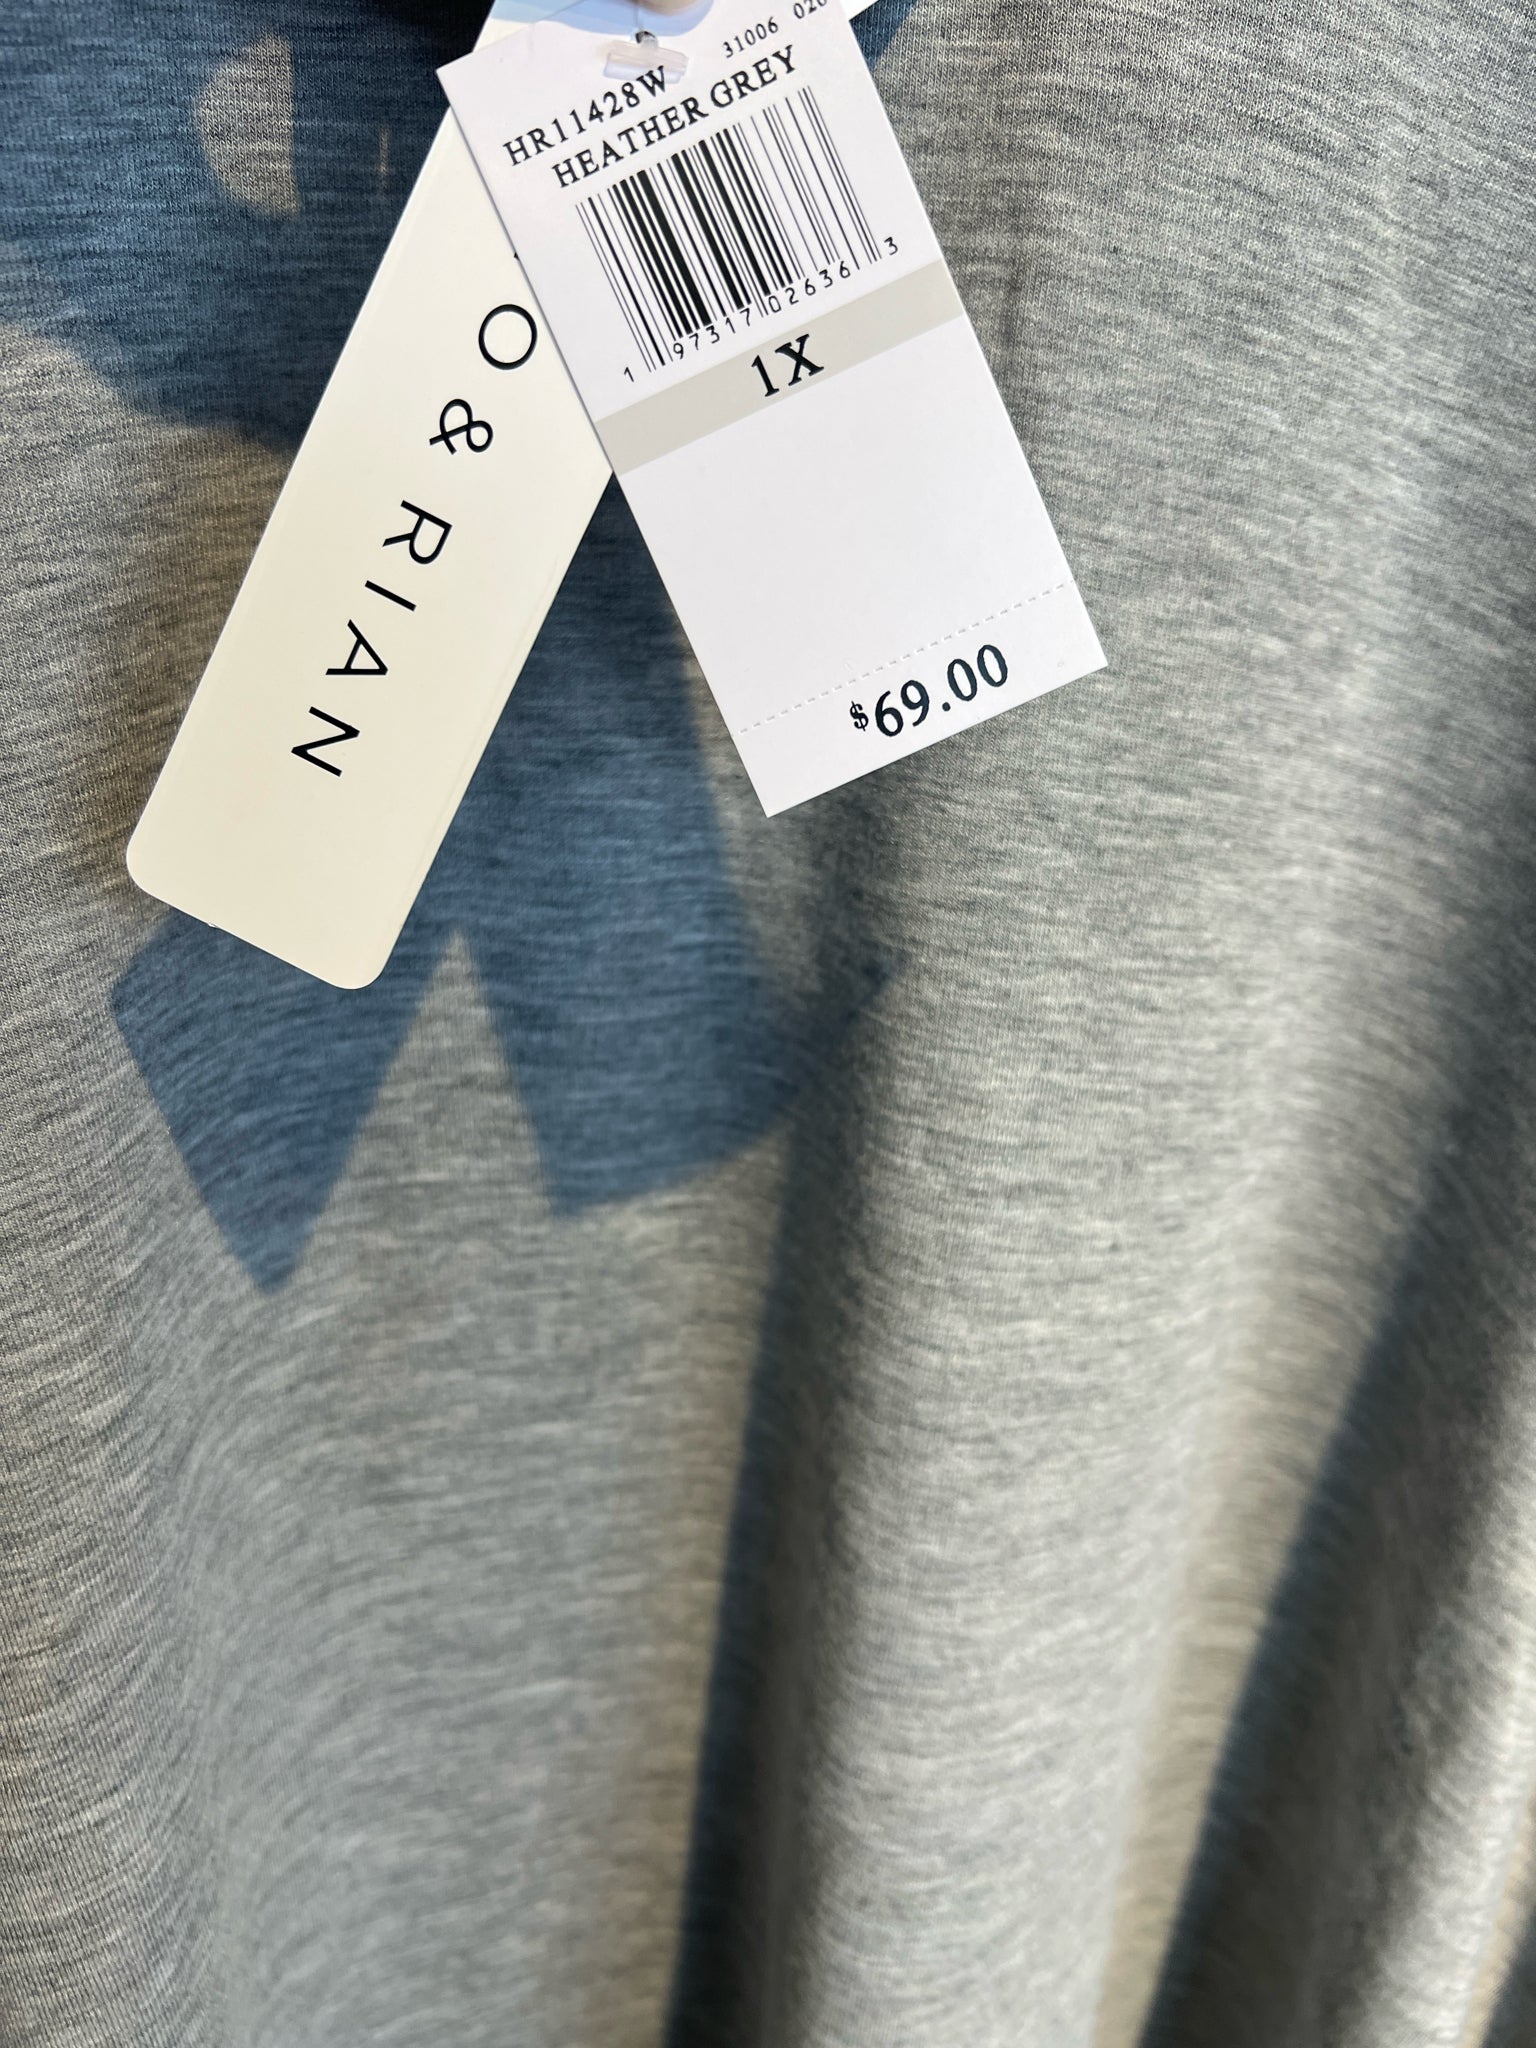 31006
HR11428W
HEATHER GREY
1 97317 02636 3
1X
$69.00
O & RIAN